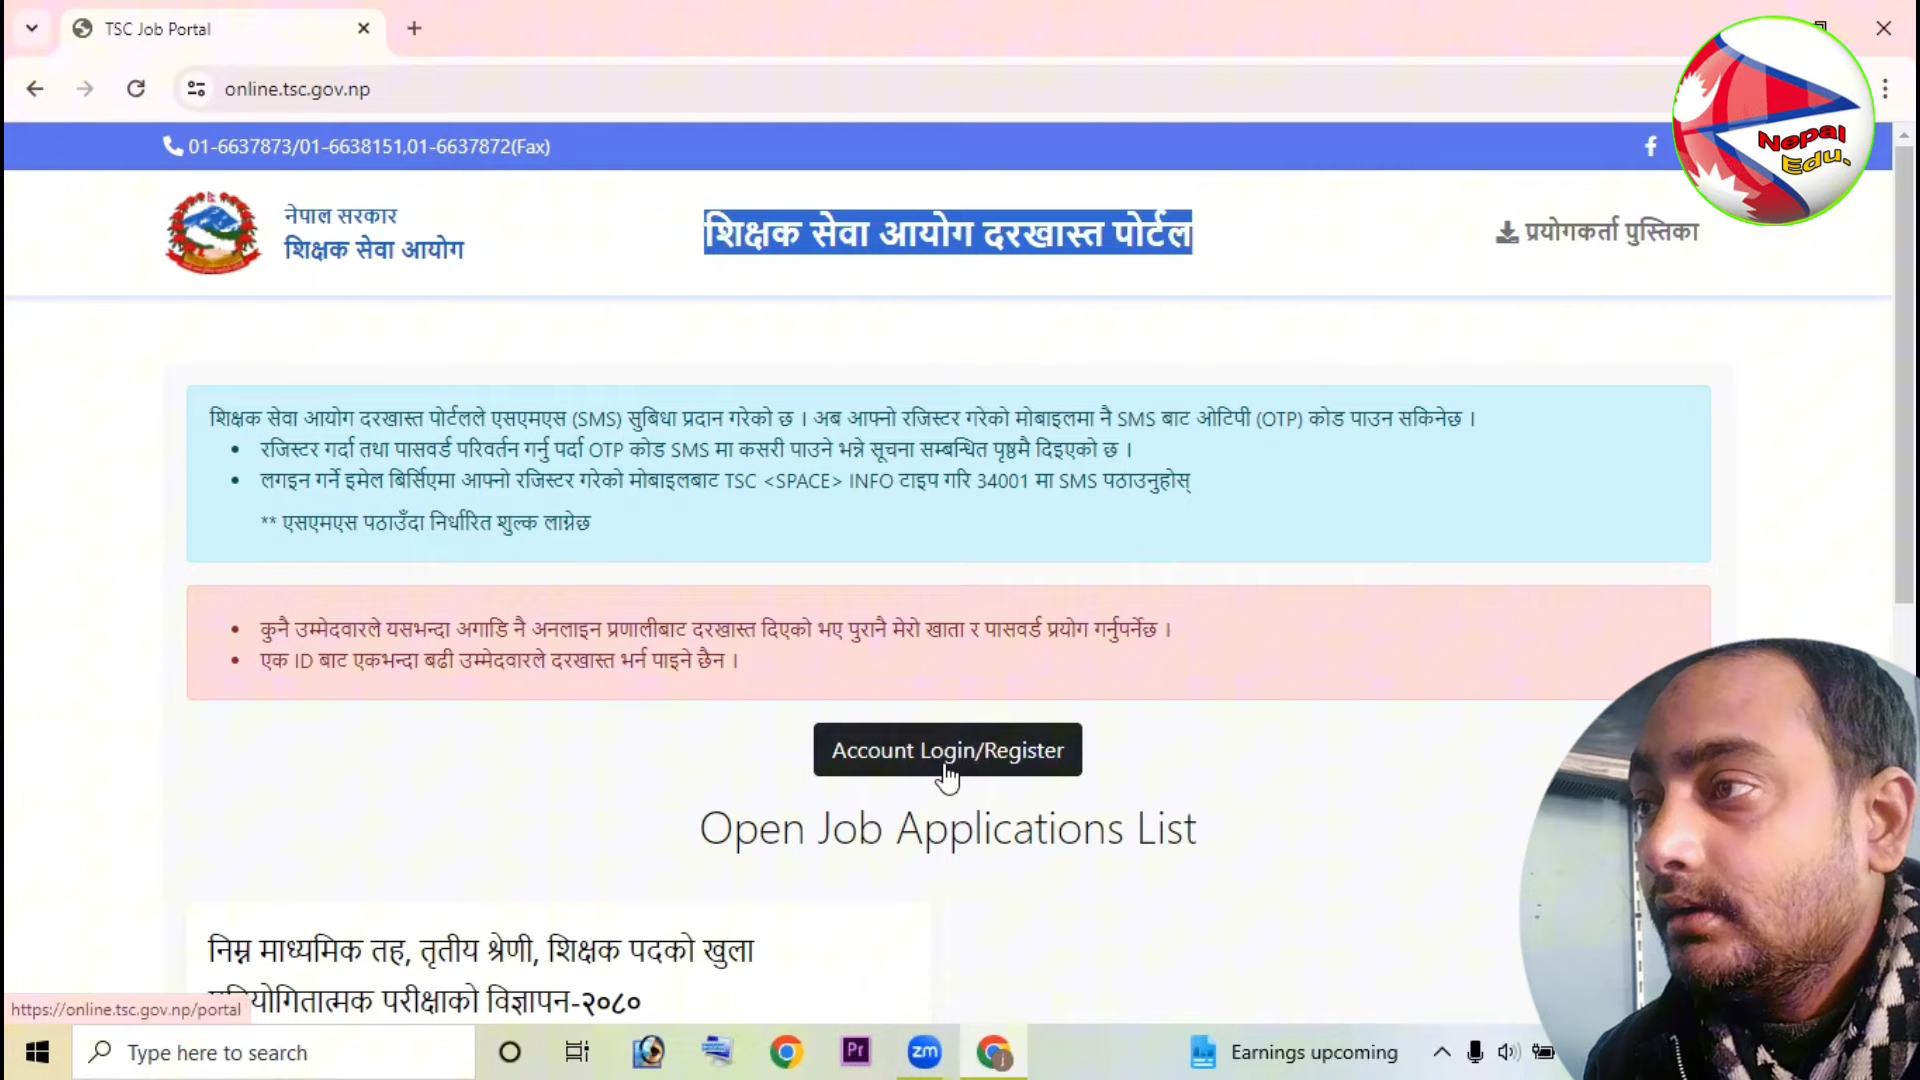 TSC Job Portal
online.tsc.gov.np
Nepal
Edu.
01-6637873/01-6638151,01-6637872(Fax)
नेपाल सरकार
शिक्षक सेवा आयोग
शिक्षक सेवा आयोग दरखास्त पोर्टल
प्रयोगकर्ता पुस्तिका
शिक्षक सेवा आयोग दरखास्त पोर्टलले एसएमएस (SMS) सुबिधा प्रदान गरेको छ । अब आफ्नो रजिस्टर गरेको मोबाइलमा नै SMS बाट ओटिपी (OTP) कोड पाउन सकिनेछ ।
• रजिस्टर गर्दा तथा पासवर्ड परिवर्तन गर्नु पर्दा OTP कोड SMS मा कसरी पाउने भन्ने सूचना सम्बन्धित पृष्ठमै दिइएको छ ।
• लगइन गर्ने इमेल बिर्सिएमा आफ्नो रजिस्टर गरेको मोबाइलबाट TSC <SPACE> INFO टाइप गरि 34001 मा SMS पठाउनुहोस्
** एसएमएस पठाउँदा निर्धारित शुल्क लाग्नेछ
• कुनै उम्मेदवारले यसभन्दा अगाडि नै अनलाइन प्रणालीबाट दरखास्त दिएको भए पुरानै मेरो खाता र पासवर्ड प्रयोग गर्नुपर्नेछ ।
• एक ID बाट एकभन्दा बढी उम्मेदवारले दरखास्त भर्न पाइने छैन ।
Account Login/Register
Open Job Applications List
निम्न माध्यमिक तह, तृतीय श्रेणी, शिक्षक पदको खुला
परीक्षाको विज्ञापन-२०८०
https://online.tsc.gov.np/portal
Type here to search
Pr
zm
Earnings upcoming